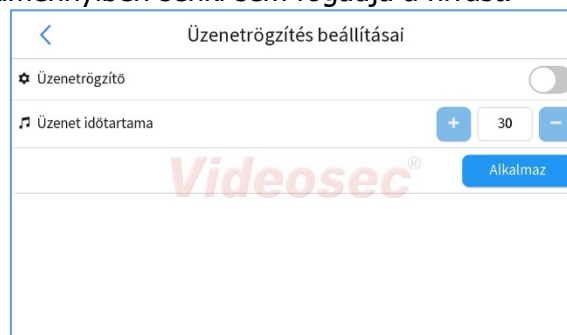 Üzenetrögzítés beállításai
Üzenetrögzítő
Üzenet időtartama + 30 −
Videosec®
Alkalmaz